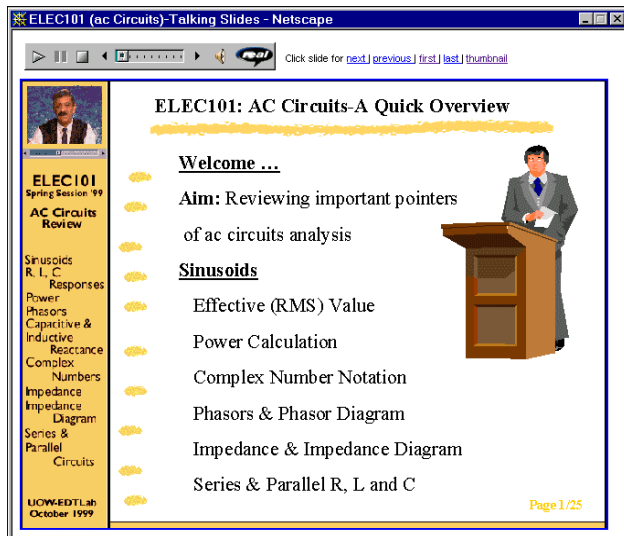 ELEC101 (ac Circuits)-Talking Slides - Netscape
real
Click slide for next | previous | first | last | thumbnail
ELEC101
Spring Session '99
AC Circuits
Review
Sinusoids
R, L, C
Responses
Power
Phasors
Capacitive &
Inductive
Reactance
Complex
Numbers
Impedance
Impedance
Diagram
Series &
Parallel
Circuits
UOW-EDTLab
October 1999
ELEC101: AC Circuits-A Quick Overview
Welcome …
Aim: Reviewing important pointers
of ac circuits analysis
Sinusoids
Effective (RMS) Value
Power Calculation
Complex Number Notation
Phasors & Phasor Diagram
Impedance & Impedance Diagram
Series & Parallel R, L and C
Page 1/25